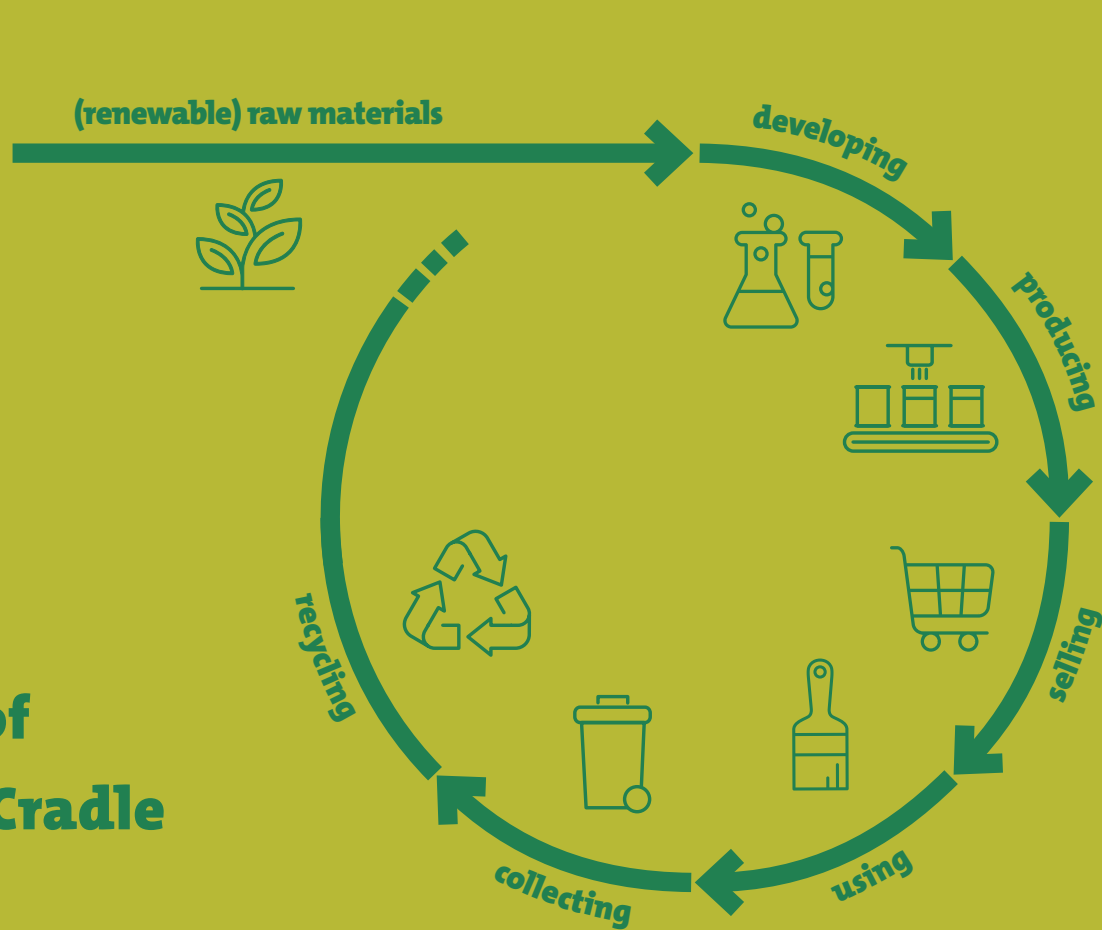 (renewable) raw materials
developing
producing
selling
using
collecting
recycling
of
Cradle